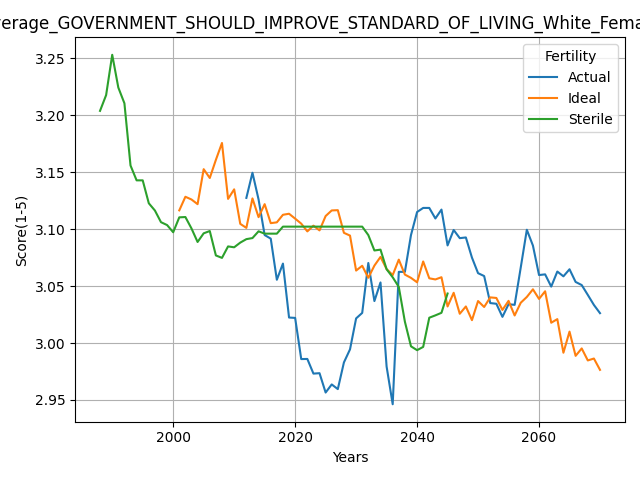 verage_GOVERNMENT_SHOULD_IMPROVE_STANDARD_OF_LIVING_White_Fema
Fertility
Actual
Ideal
Sterile
Score(1-5)
3.25
3.20
3.15
3.10
3.05
3.00
2.95
2000 2020 2040 2060
Years